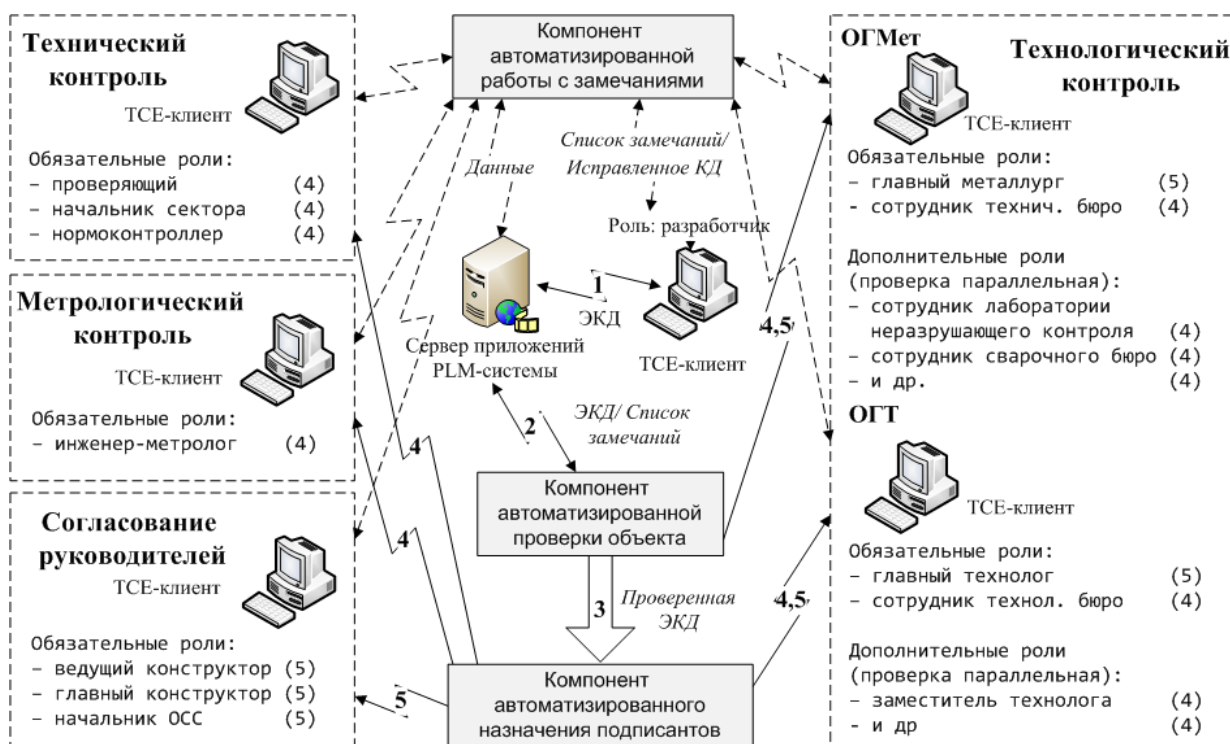 Технический
контроль
ТСЕ-клиент
Обязательные роли:
– проверяющий (4)
– начальник сектора (4)
– нормоконтроллер (4)
Метрологический
контроль
ТСЕ-клиент
Обязательные роли:
– инженер-метролог (4)
Согласование
руководителей
ТСЕ-клиент
Обязательные роли:
– ведущий конструктор (5)
– главный конструктор (5)
– начальник ОСС (5)
Компонент
автоматизированной
работы с замечаниями
Данные
Список замечаний/
Исправленное КД
Роль: разработчик
1
ЭКД
Сервер приложений
PLM-системы
ТСЕ-клиент
2
ЭКД/ Список
замечаний
Компонент
автоматизированной
проверки объекта
3
Проверенная
ЭКД
Компонент
автоматизированного
назначения подписантов
4
4
5
4,5
4,5
ОГМет
Технологический
контроль
ТСЕ-клиент
Обязательные роли:
– главный металлург (5)
- сотрудник технич. бюро (4)
Дополнительные роли
(проверка параллельная):
– сотрудник лаборатории
неразрушающего контроля (4)
– сотрудник сварочного бюро (4)
– и др. (4)
ОГТ
ТСЕ-клиент
Обязательные роли:
– главный технолог (5)
– сотрудник технол. бюро (4)
Дополнительные роли
(проверка параллельная):
– заместитель технолога (4)
- и др (4)